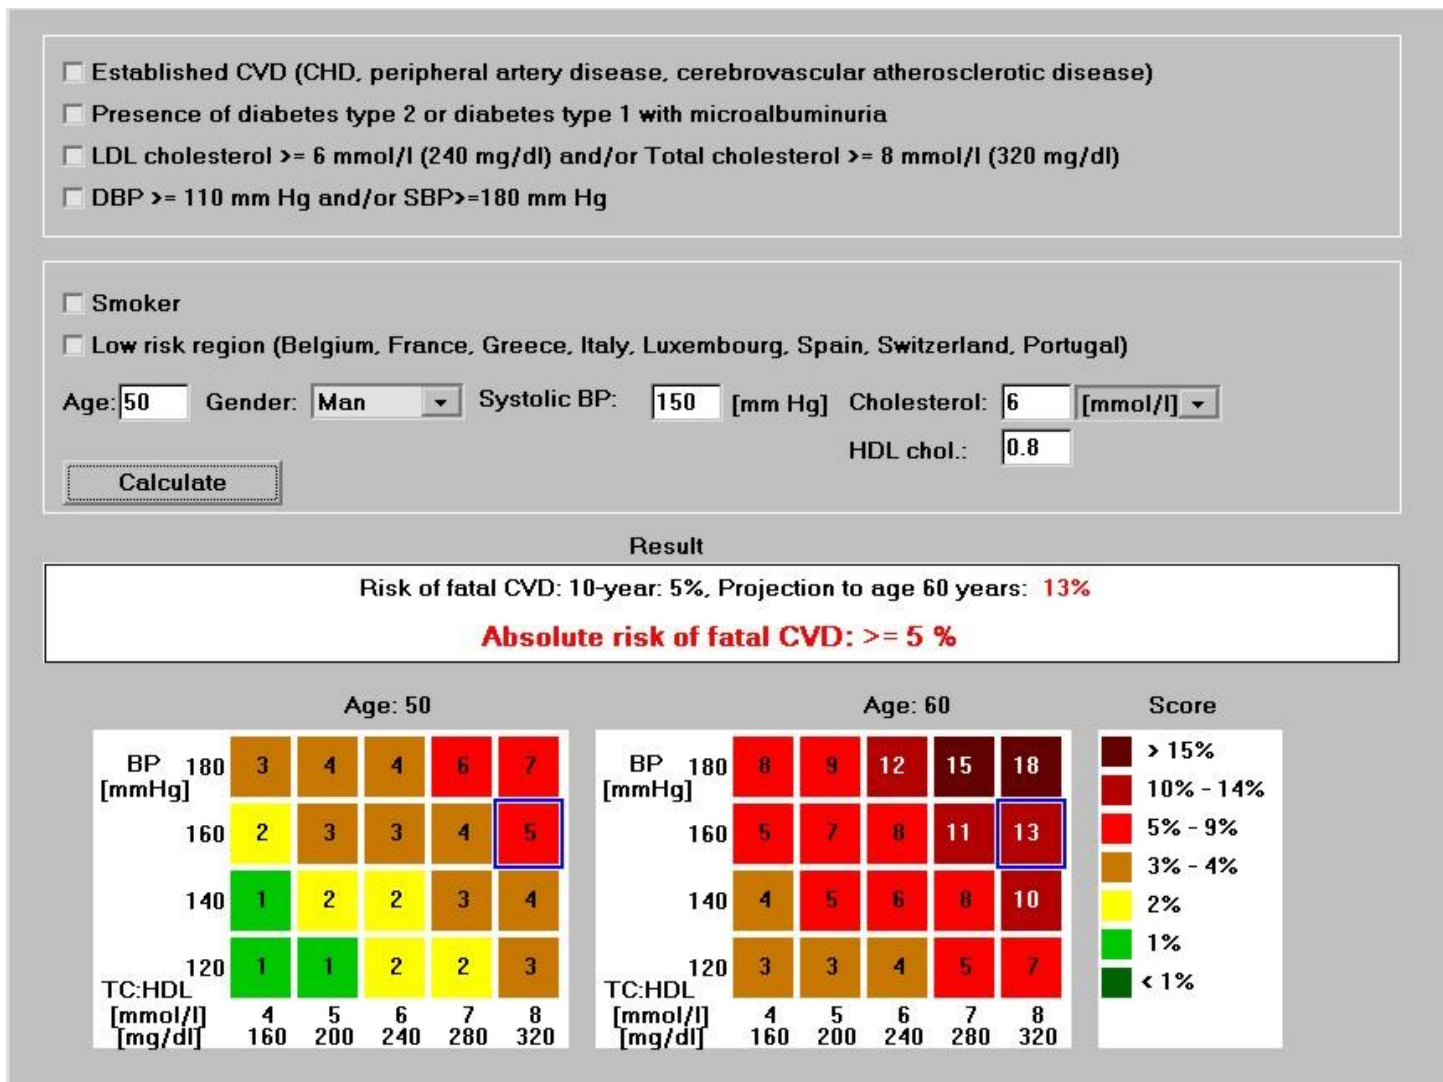 Established CVD (CHD, peripheral artery disease, cerebrovascular atherosclerotic disease)
Presence of diabetes type 2 or diabetes type 1 with microalbuminuria
LDL cholesterol >= 6 mmol/l (240 mg/dl) and/or Total cholesterol >= 8 mmol/l (320 mg/dl)
DBP >= 110 mm Hg and/or SBP>=180 mm Hg
Smoker
Low risk region (Belgium, France, Greece, Italy, Luxembourg, Spain, Switzerland, Portugal)
Age: 50 Gender: Man Systolic BP: 150 [mm Hg] Cholesterol: 6 [mmol/l]
HDL chol.: 0.8
Calculate
Result
Risk of fatal CVD: 10-year: 5%, Projection to age 60 years: 13%
Absolute risk of fatal CVD: >= 5 %
Age: 50
BP 180 3 4 4 6 7
[mmHg]
160 2 3 3 4 5
140 1 2 2 3 4
120 1 1 2 2 3
TC:HDL
[mmol/l] 4 5 6 7 8
[mg/dl] 160 200 240 280 320
Age: 60
BP 180 8 9 12 15 18
[mmHg]
160 5 7 8 11 13
140 4 5 6 8 10
120 3 3 4 5 7
TC:HDL
[mmol/l] 4 5 6 7 8
[mg/dl] 160 200 240 280 320
Score
> 15%
10% - 14%
5% - 9%
3% - 4%
2%
1%
< 1%